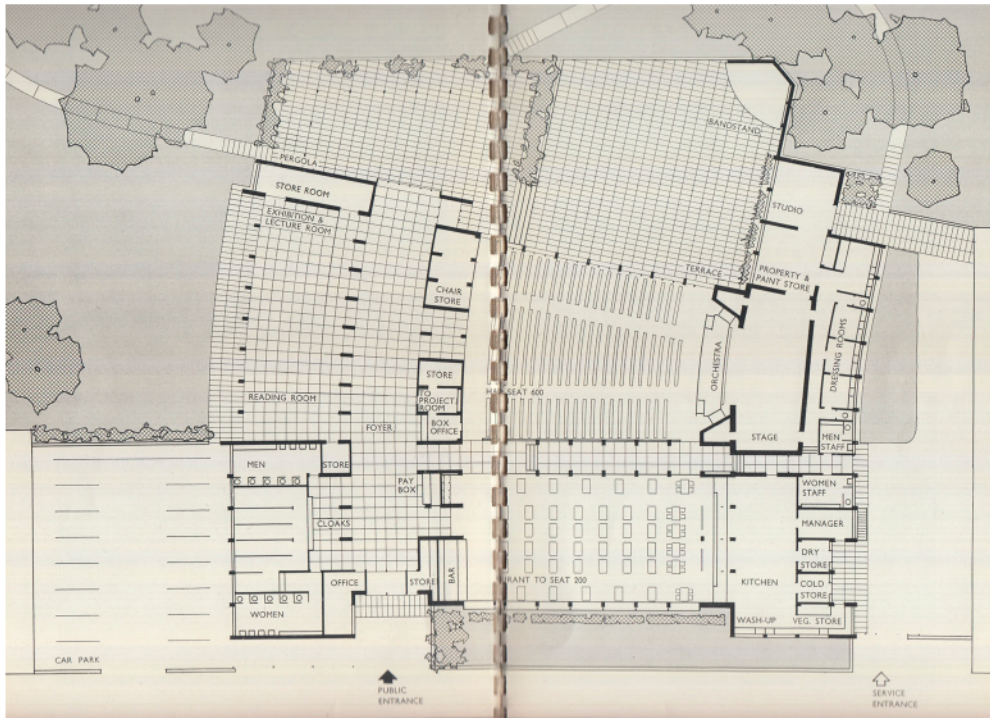 BANDSTAND
PERGOLA
STORE ROOM
STUDIO
EXHIBITION &
LECTURE ROOM
TERRACE
PROPERTY &
PAINT STORE
CHAIR
STORE
ORCHESTRA
DRESSING ROOMS
STORE
TO
PROJECT.
ROOM
READING ROOM
SEAT 600
BOX
OFFICE
FOYER
STAGE
MEN
STAFF
MEN
STORE
PAY
BOX
WOMEN
STAFF
CLOAKS
MANAGER
DRY
STORE
OFFICE
STORE
BAR
URANT TO SEAT 200
KITCHEN
COLD
STORE
WOMEN
WASH-UP
VEG. STORE
CAR PARK
PUBLIC
ENTRANCE
SERVICE
ENTRANCE